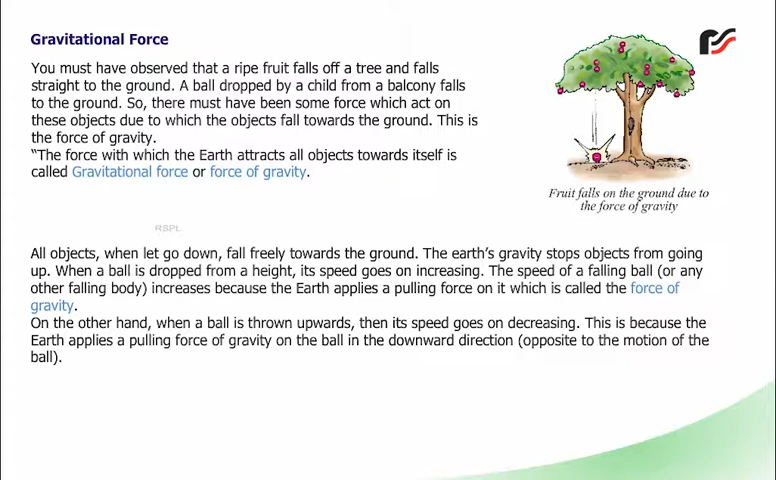 Gravitational Force
You must have observed that a ripe fruit falls off a tree and falls
straight to the ground. A ball dropped by a child from a balcony falls
to the ground. So, there must have been some force which act on
these objects due to which the objects fall towards the ground. This is
the force of gravity.
“The force with which the Earth attracts all objects towards itself is
called Gravitational force or force of gravity.
Fruit falls on the ground due to
the force of gravity
RSPL
All objects, when let go down, fall freely towards the ground. The earth’s gravity stops objects from going
up. When a ball is dropped from a height, its speed goes on increasing. The speed of a falling ball (or any
other falling body) increases because the Earth applies a pulling force on it which is called the force of
gravity.
On the other hand, when a ball is thrown upwards, then its speed goes on decreasing. This is because the
Earth applies a pulling force of gravity on the ball in the downward direction (opposite to the motion of the
ball).